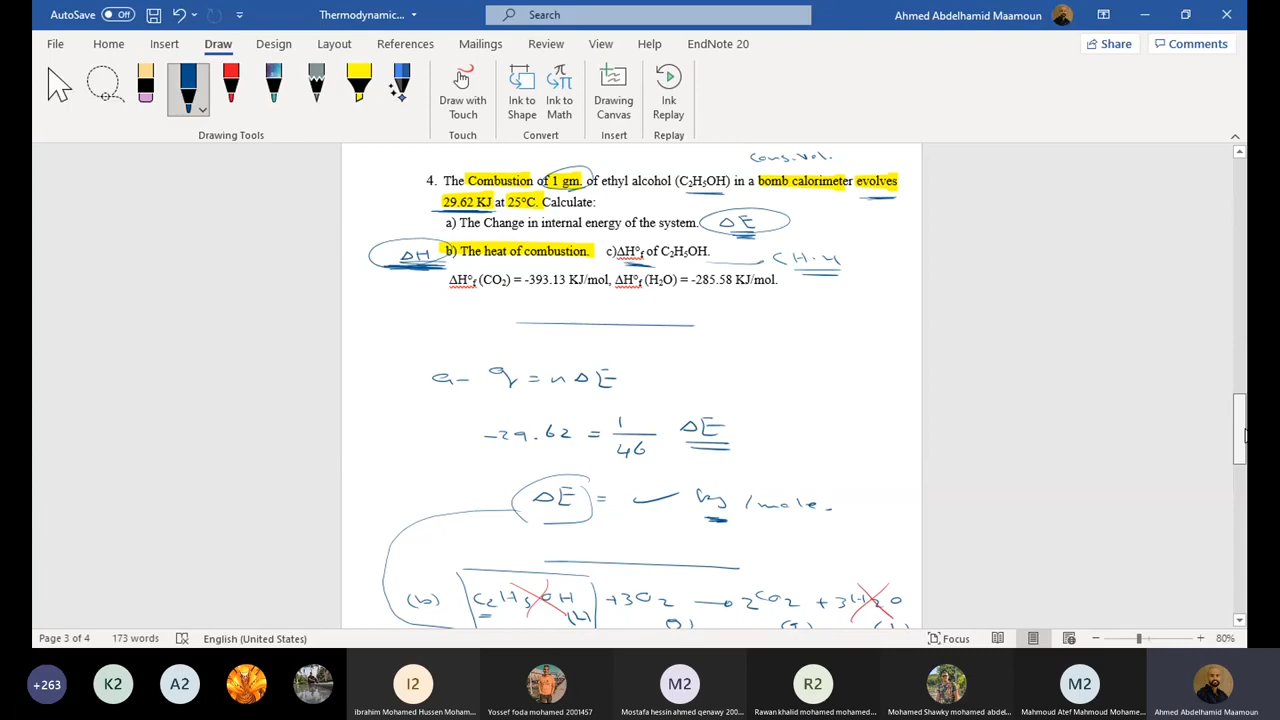 AutoSave Off Thermodynamic... Search Ahmed Abdelhamid Maamoun
File Home Insert Draw Design Layout References Mailings Review View Help EndNote 20 Share Comments
Draw with Touch Ink to Shape Ink to Math Drawing Canvas Ink Replay
Drawing Tools Touch Convert Insert Replay
Cons. Vol.
4. The Combustion of 1 gm. of ethyl alcohol (C₂H₅OH) in a bomb calorimeter evolves
29.62 KJ at 25°C. Calculate:
a) The Change in internal energy of the system. ΔE
ΔH b) The heat of combustion. c)ΔH°f of C₂H₅OH. CH.4
ΔH°f (CO₂) = -393.13 KJ/mol, ΔH°f (H₂O) = -285.58 KJ/mol.
a- q = n ΔE
-29.62 = 1/46 ΔE
ΔE = ✓ kJ /mole.
(b) C₂H₅OH (L) + 3O₂ → 2CO₂ + 3H₂O
Page 3 of 4 173 words English (United States) Focus 80%
+263 K2 A2 I2 M2 R2 M2
ibrahim Mohamed Hussen Moham... Yossef foda mohamed 2001457 Mostafa hessin ahmed qenawy 200... Rawan khalid mohamed mohamed... Mohamed Shawky mohamed abdel... Mahmoud Atef Mahmoud Mohame... Ahmed Abdelhamid Maamoun